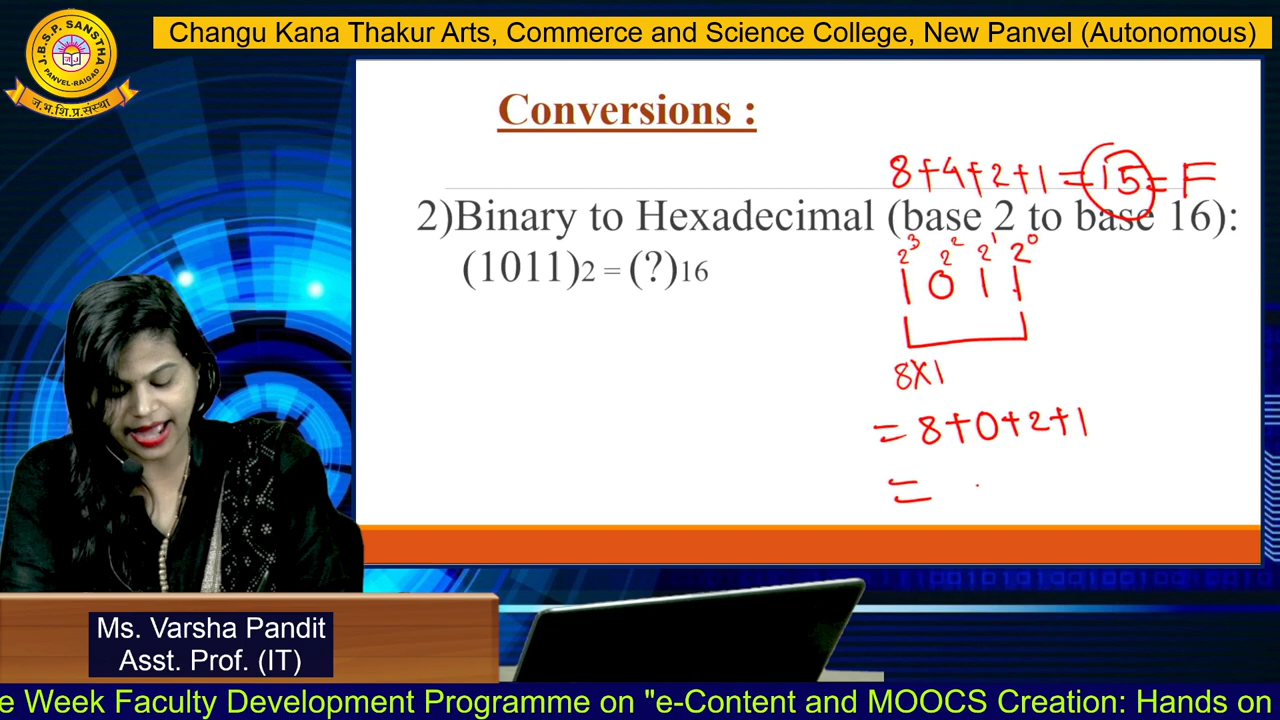 Changu Kana Thakur Arts, Commerce and Science College, New Panvel (Autonomous)
J.B.S.P. SANSTHA
PANVEL-RAIGAD
ज.भ.शि.प्र.संस्था
Conversions :
8+4+2+1=15=F
2)Binary to Hexadecimal (base 2 to base 16):
(1011)2 = (?)16
2³ 2² 2¹ 2⁰
1 0 1 1
8X1
= 8+0+2+1
=
Ms. Varsha Pandit
Asst. Prof. (IT)
e Week Faculty Development Programme on "e-Content and MOOCS Creation: Hands on